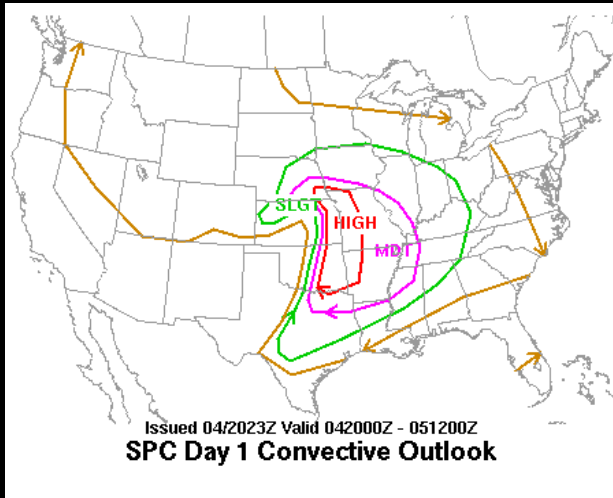 SLGT
HIGH
MDT
Issued 04/2023Z Valid 042000Z - 051200Z
SPC Day 1 Convective Outlook